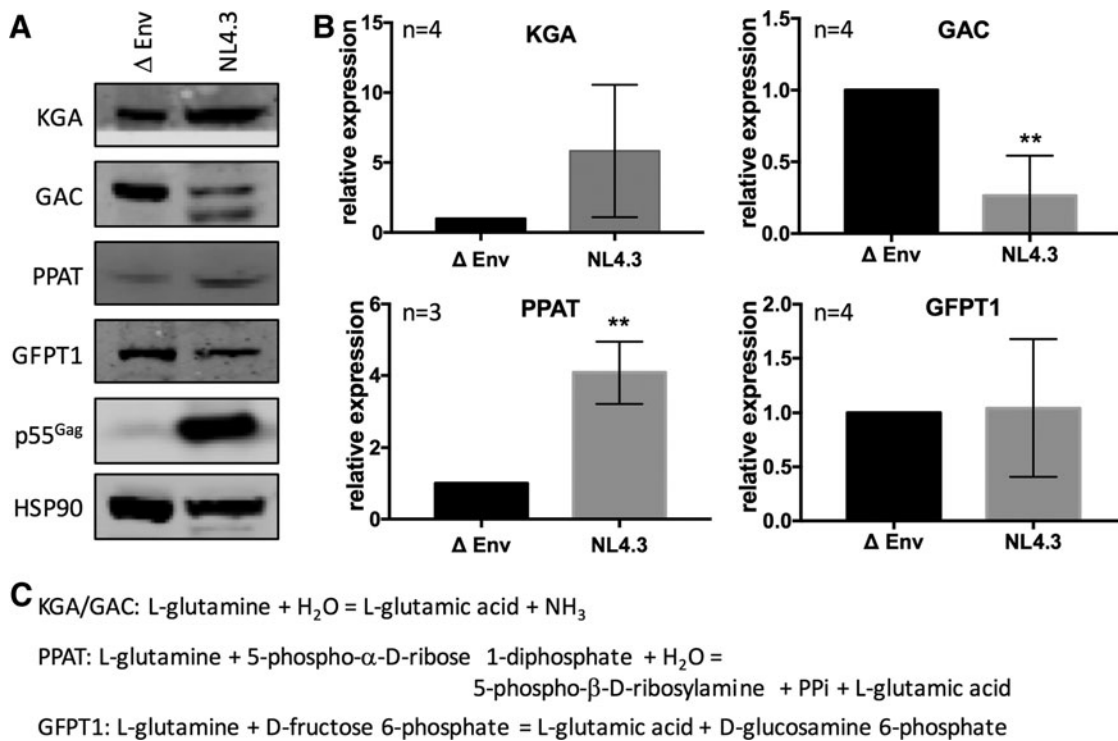 A
Δ Env
NL4.3
KGA
GAC
PPAT
GFPT1
p55Gag
HSP90
B
n=4
KGA
relative expression
15
10
5
0
Δ Env
NL4.3
n=4
GAC
relative expression
1.5
1.0
0.5
0.0
**
Δ Env
NL4.3
n=3
PPAT
relative expression
6
4
2
0
**
Δ Env
NL4.3
n=4
GFPT1
relative expression
2.0
1.5
1.0
0.5
0.0
Δ Env
NL4.3
C KGA/GAC: L-glutamine + H₂O = L-glutamic acid + NH₃
PPAT: L-glutamine + 5-phospho-α-D-ribose 1-diphosphate + H₂O =
5-phospho-β-D-ribosylamine + PPi + L-glutamic acid
GFPT1: L-glutamine + D-fructose 6-phosphate = L-glutamic acid + D-glucosamine 6-phosphate